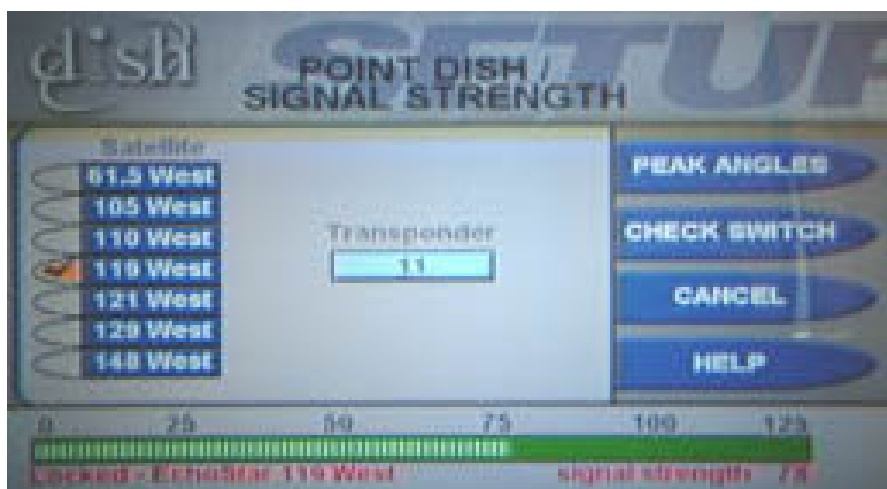 dish
SETUP
POINT DISH /
SIGNAL STRENGTH
Satellite
61.5 West
105 West
110 West
119 West
121 West
129 West
148 West
Transponder
11
PEAK ANGLES
CHECK SWITCH
CANCEL
HELP
0 25 50 75 100 125
Locked - EchoStar 119 West
signal strength 78